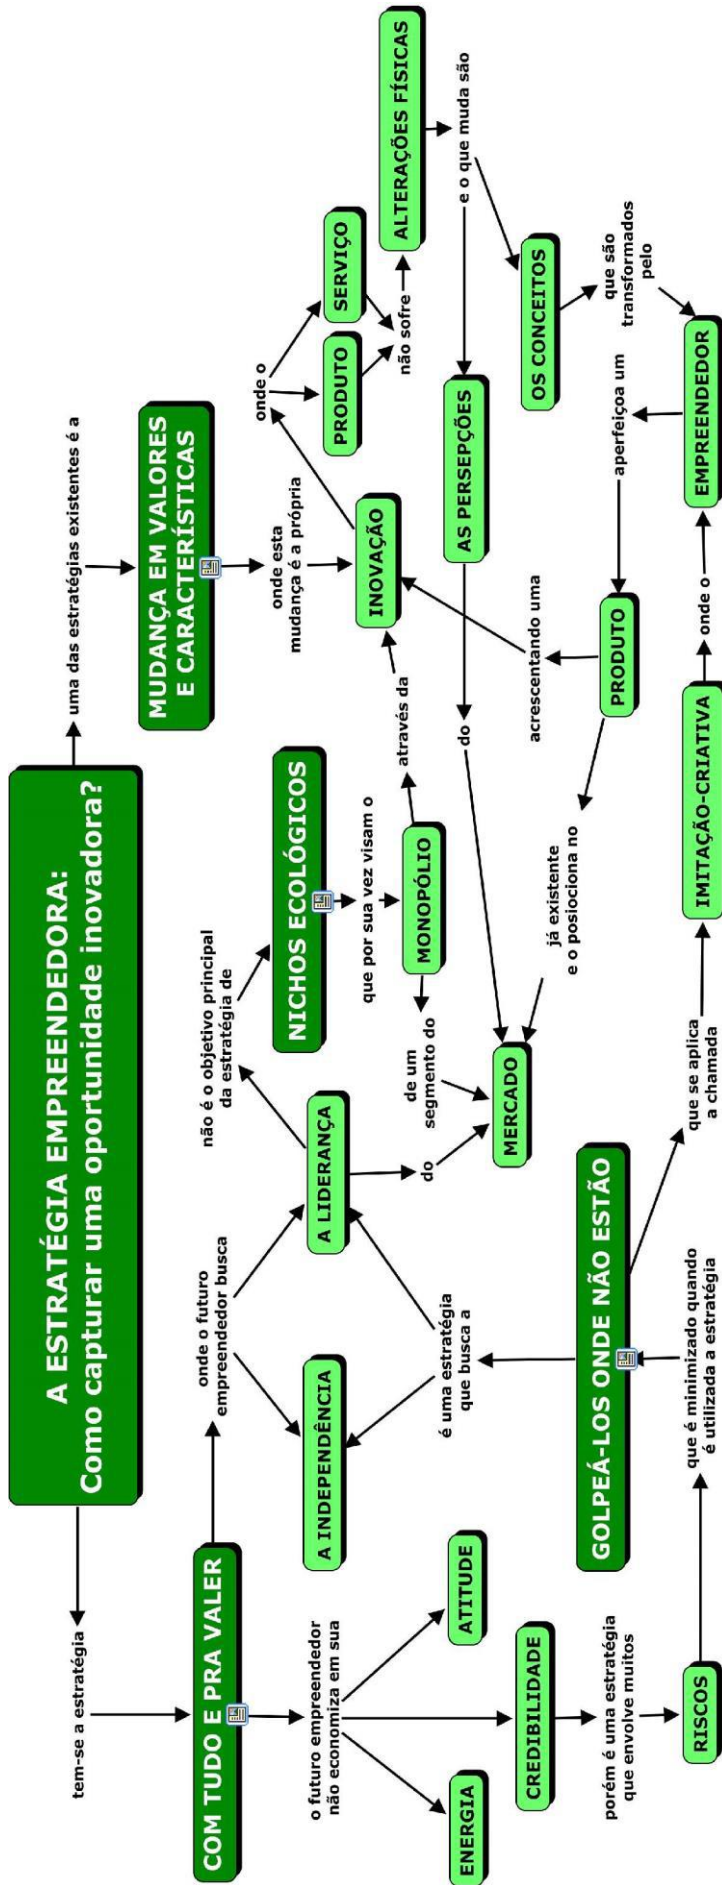 A ESTRATÉGIA EMPREENDEDORA:
Como capturar uma oportunidade inovadora?
tem-se a estratégia
uma das estratégias existentes é a
COM TUDO E PRA VALER
onde o futuro
empreendedor busca
não é o objetivo principal
da estratégia de
MUDANÇA EM VALORES
E CARACTERÍSTICAS
o futuro empreendedor
não economiza em sua
A INDEPENDÊNCIA
A LIDERANÇA
NICHOS ECOLÓGICOS
onde esta
mudança é a própria
onde o
ENERGIA
ATITUDE
é uma estratégia
que busca a
do
que por sua vez visam o
INOVAÇÃO
PRODUTO
SERVIÇO
CREDIBILIDADE
de um
segmento do
MONOPÓLIO
através da
não sofre
ALTERAÇÕES FÍSICAS
porém é uma estratégia
que envolve muitos
MERCADO
do
AS PERSEPÇÕES
e o que muda são
GOLPEÁ-LOS ONDE NÃO ESTÃO
já existente
e o posiociona no
acrescentando uma
OS CONCEITOS
RISCOS
PRODUTO
aperfeiçoa um
que são
transformados
pelo
que é minimizado quando
é utilizada a estratégia
que se aplica
a chamada
IMITAÇÃO-CRIATIVA
onde o
EMPREENDEDOR